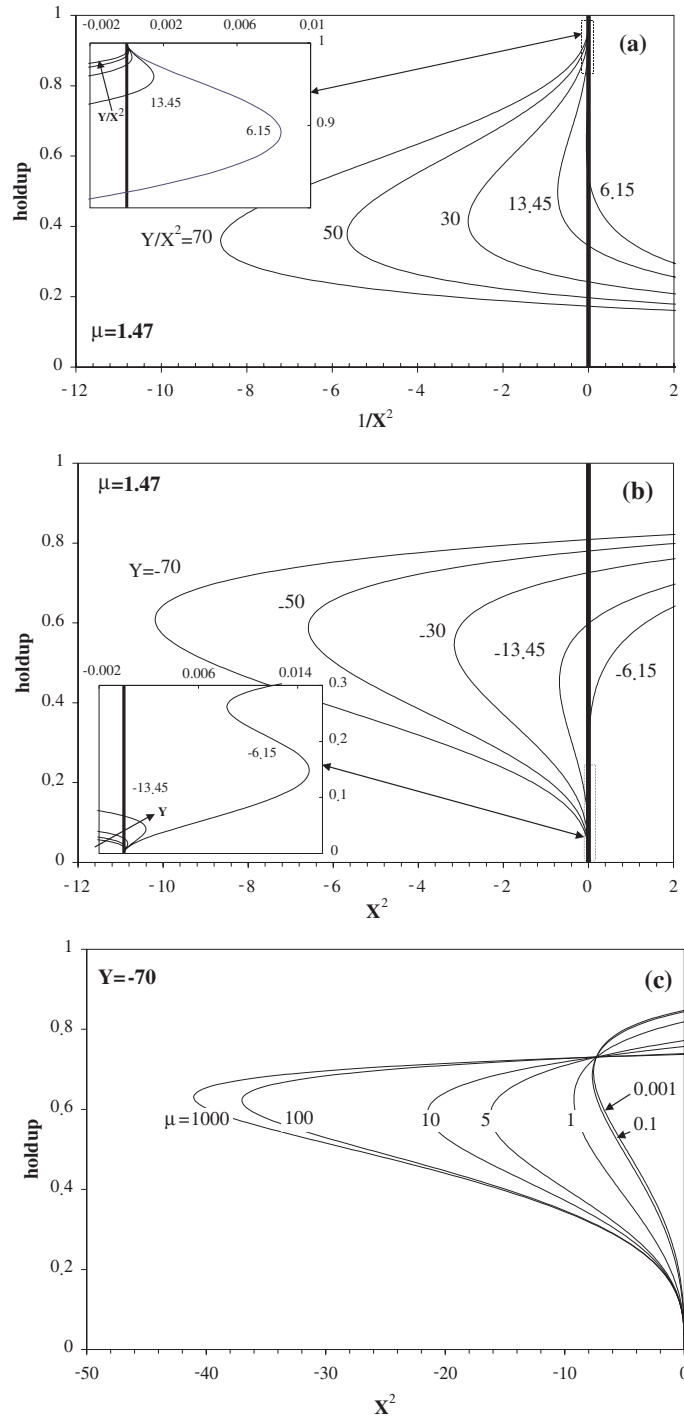 -0.002 0.002 0.006 0.01
1
0.9
13.45
6.15
Y/X²
(a)
1
0.8
0.6
0.4
0.2
0
holdup
Y/X²=70
50
30
13.45
6.15
μ=1.47
-12 -10 -8 -6 -4 -2 0 2
1/X²
μ=1.47
(b)
1
0.8
0.6
0.4
0.2
0
holdup
Y=-70
-50
-30
-13.45
-6.15
-0.002 0.006 0.014
0.3
0.2
0.1
0
-6.15
-13.45
Y
-12 -10 -8 -6 -4 -2 0 2
X²
Y=-70
(c)
1
0.8
0.6
0.4
0.2
0
holdup
μ=1000
100
10
5
1
0.001
0.1
-50 -40 -30 -20 -10 0
X²